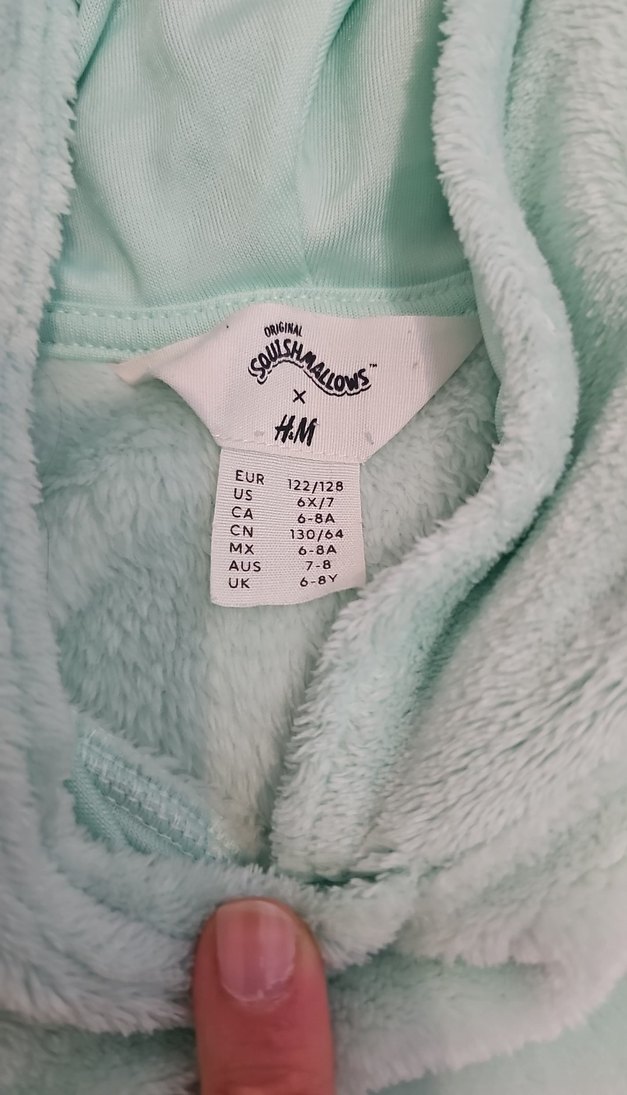 ORIGINAL
SQUISHMALLOWS™
X
H&M
EUR 122/128
US 6X/7
CA 6-8A
CN 130/64
MX 6-8A
AUS 7-8
UK 6-8Y